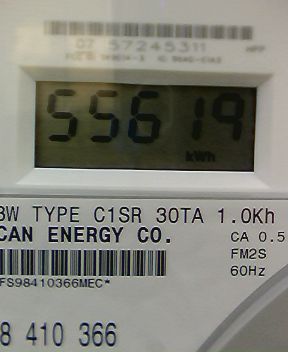 07 57245311
55619
kWh
3W TYPE C1SR 30TA 1.0Kh
CAN ENERGY CO.
CA 0.5
FM2S
60Hz
FS98410366MEC*
8 410 366